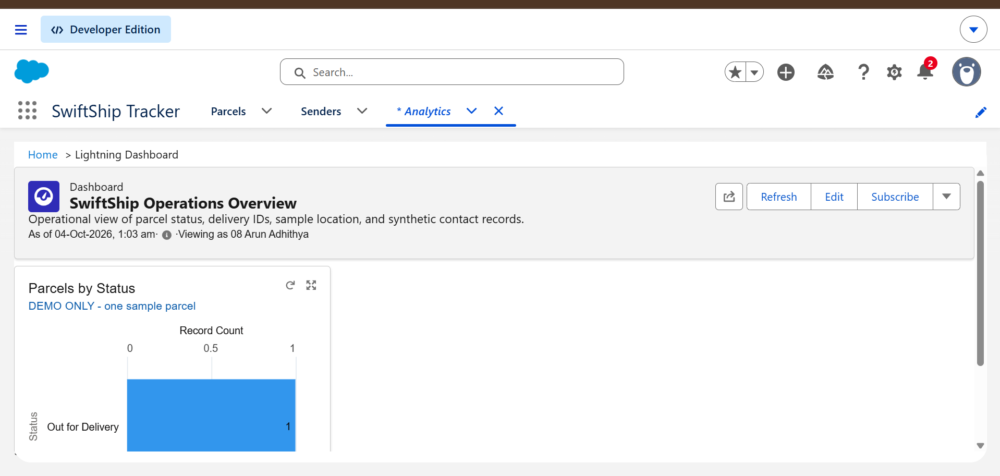 Developer Edition
Search...
2
SwiftShip Tracker
Parcels
Senders
* Analytics
Home > Lightning Dashboard
Dashboard
SwiftShip Operations Overview
Refresh
Edit
Subscribe
Operational view of parcel status, delivery IDs, sample location, and synthetic contact records.
As of 04-Oct-2026, 1:03 am· ·Viewing as 08 Arun Adhithya
Parcels by Status
DEMO ONLY - one sample parcel
Record Count
0 0.5 1
Status
Out for Delivery
1